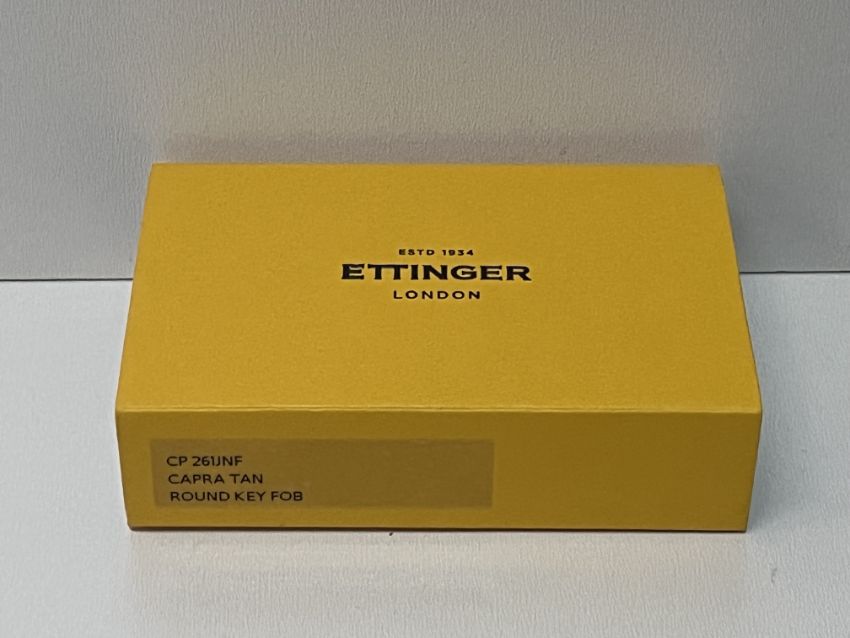 ESTD 1934
ETTINGER
LONDON
CP 261JNF
CAPRA TAN
ROUND KEY FOB